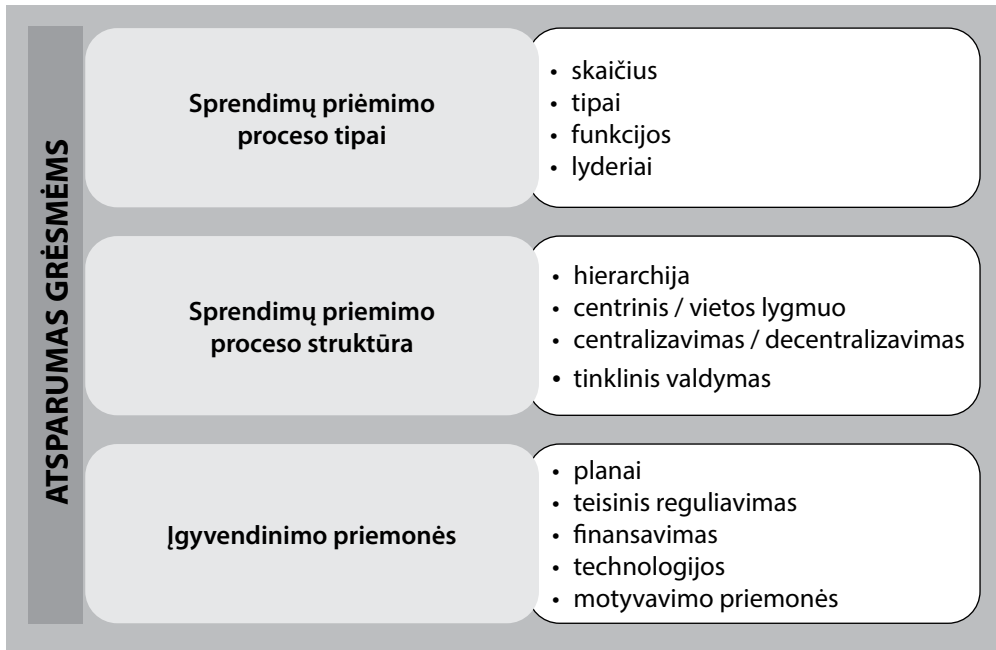 ATSPARUMAS GRĖSMĖMS
Sprendimų priėmimo
proceso tipai
• skaičius
• tipai
• funkcijos
• lyderiai
Sprendimų priemimo
proceso struktūra
• hierarchija
• centrinis / vietos lygmuo
• centralizavimas / decentralizavimas
• tinklinis valdymas
Įgyvendinimo priemonės
• planai
• teisinis reguliavimas
• finansavimas
• technologijos
• motyvavimo priemonės